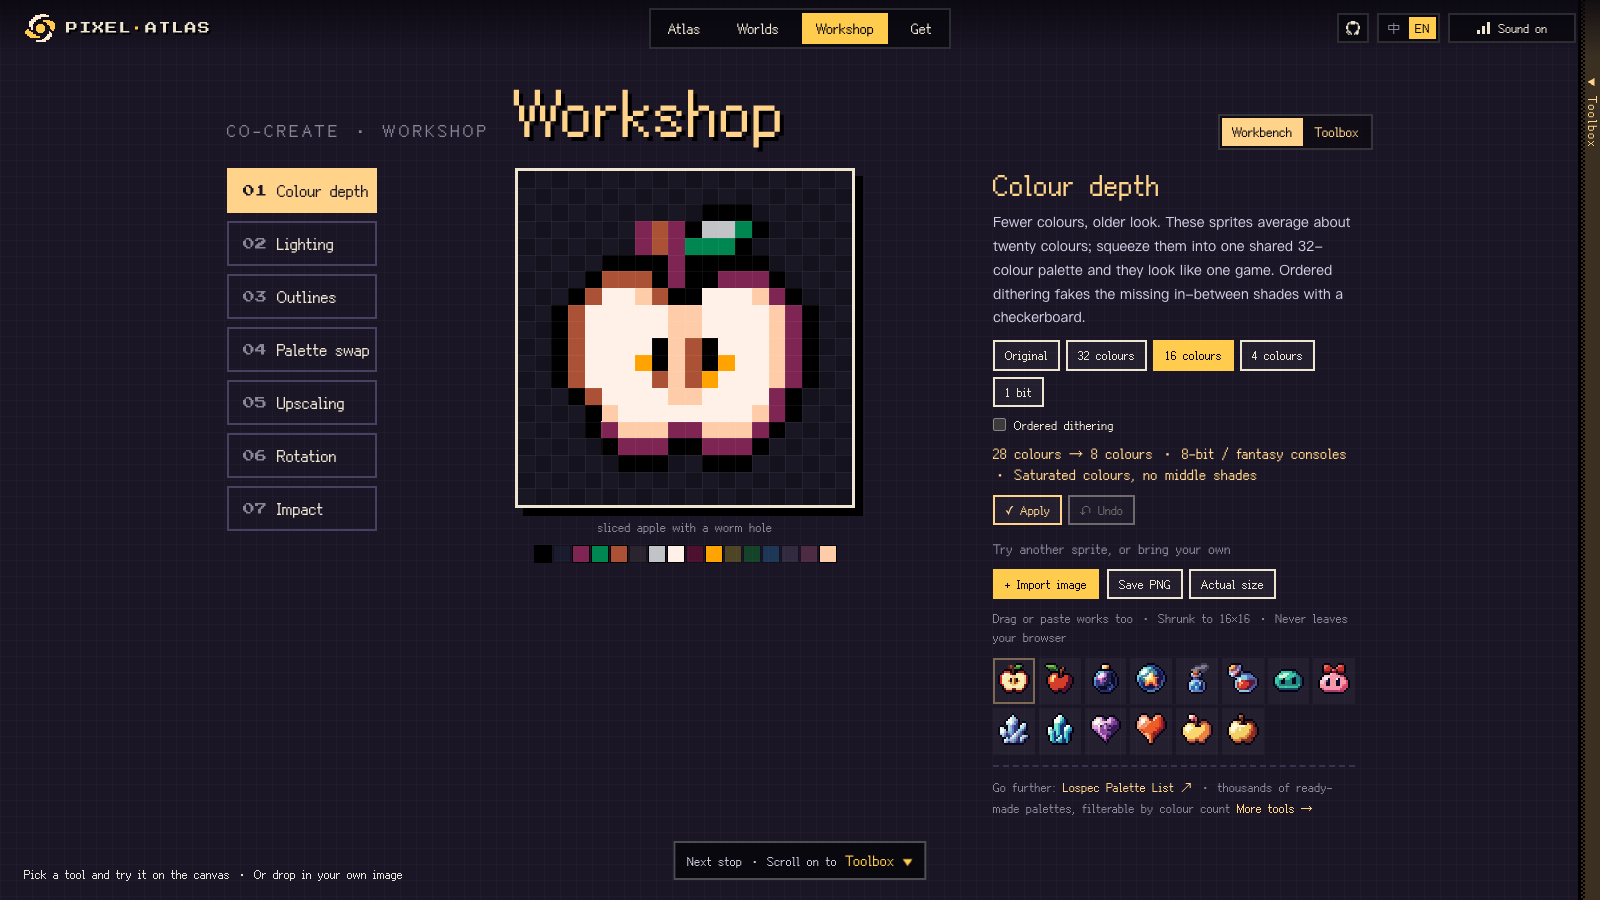 PIXEL·ATLAS
Atlas
Worlds
Workshop
Get
中
EN
Sound on
Toolbox
CO-CREATE · WORKSHOP
Workshop
Workbench
Toolbox
01 Colour depth
02 Lighting
03 Outlines
04 Palette swap
05 Upscaling
06 Rotation
07 Impact
sliced apple with a worm hole
Colour depth
Fewer colours, older look. These sprites average about
twenty colours; squeeze them into one shared 32-
colour palette and they look like one game. Ordered
dithering fakes the missing in-between shades with a
checkerboard.
Original
32 colours
16 colours
4 colours
1 bit
Ordered dithering
28 colours → 8 colours · 8-bit / fantasy consoles
· Saturated colours, no middle shades
✓ Apply
Undo
Try another sprite, or bring your own
+ Import image
Save PNG
Actual size
Drag or paste works too · Shrunk to 16×16 · Never leaves
your browser
Go further: Lospec Palette List ↗ · thousands of ready-
made palettes, filterable by colour count More tools →
Next stop · Scroll on to Toolbox ▼
Pick a tool and try it on the canvas · Or drop in your own image